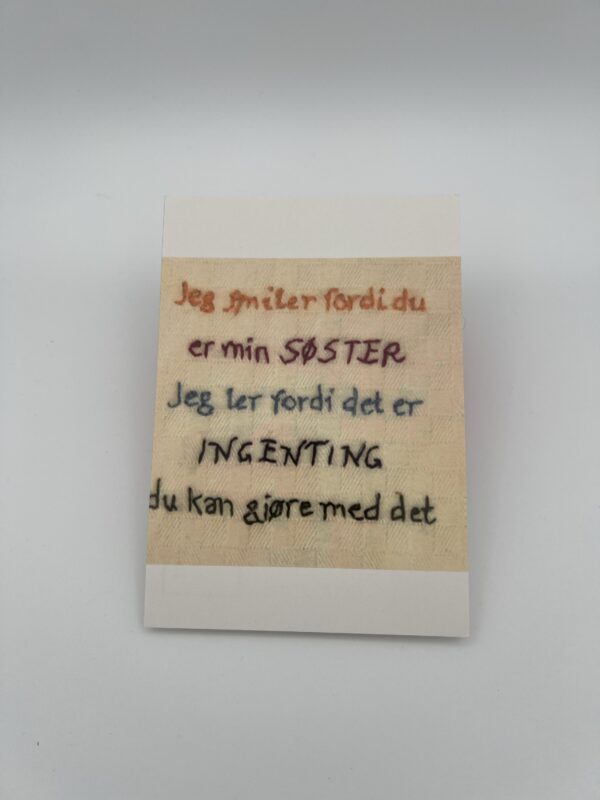 Jeg smiler fordi du
er min SØSTER
Jeg ler fordi det er
INGENTING
du kan gjøre med det